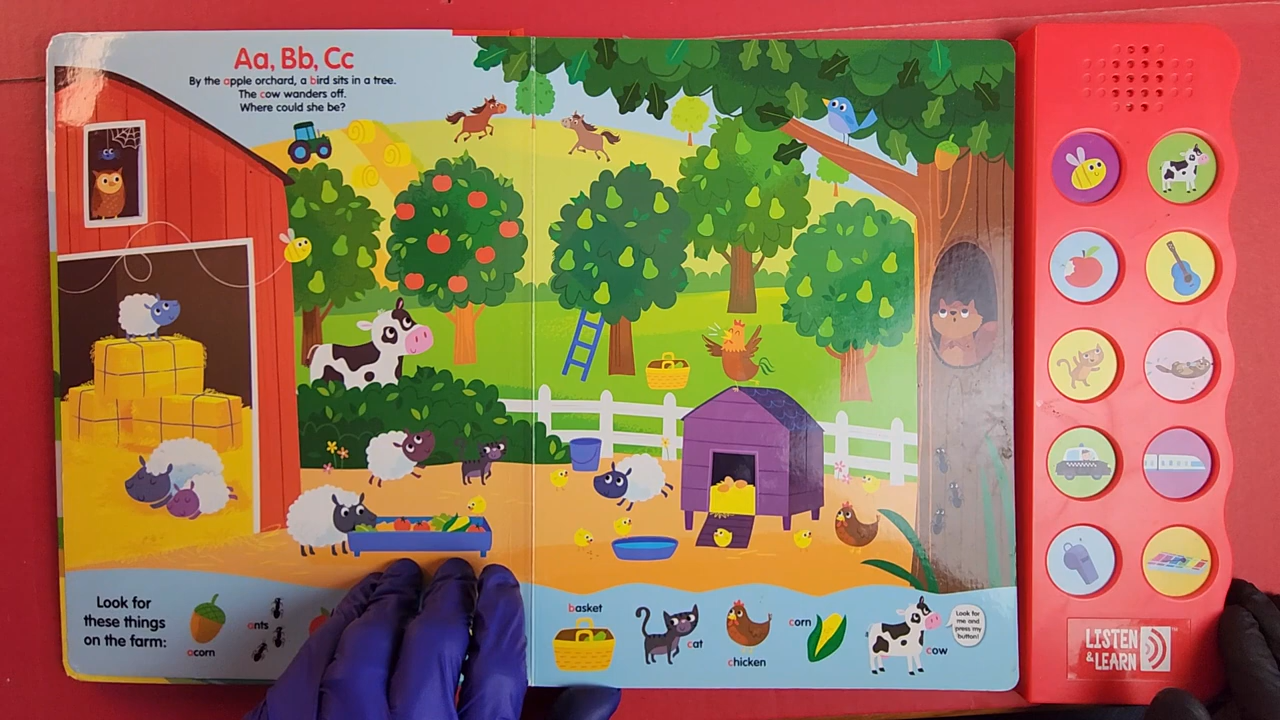 Aa, Bb, Cc
By the apple orchard, a bird sits in a tree.
The cow wanders off.
Where could she be?
Look for
these things
on the farm:
acorn
ants
basket
cat
chicken
corn
cow
Look for
me and
press my
button!
LISTEN
&LEARN